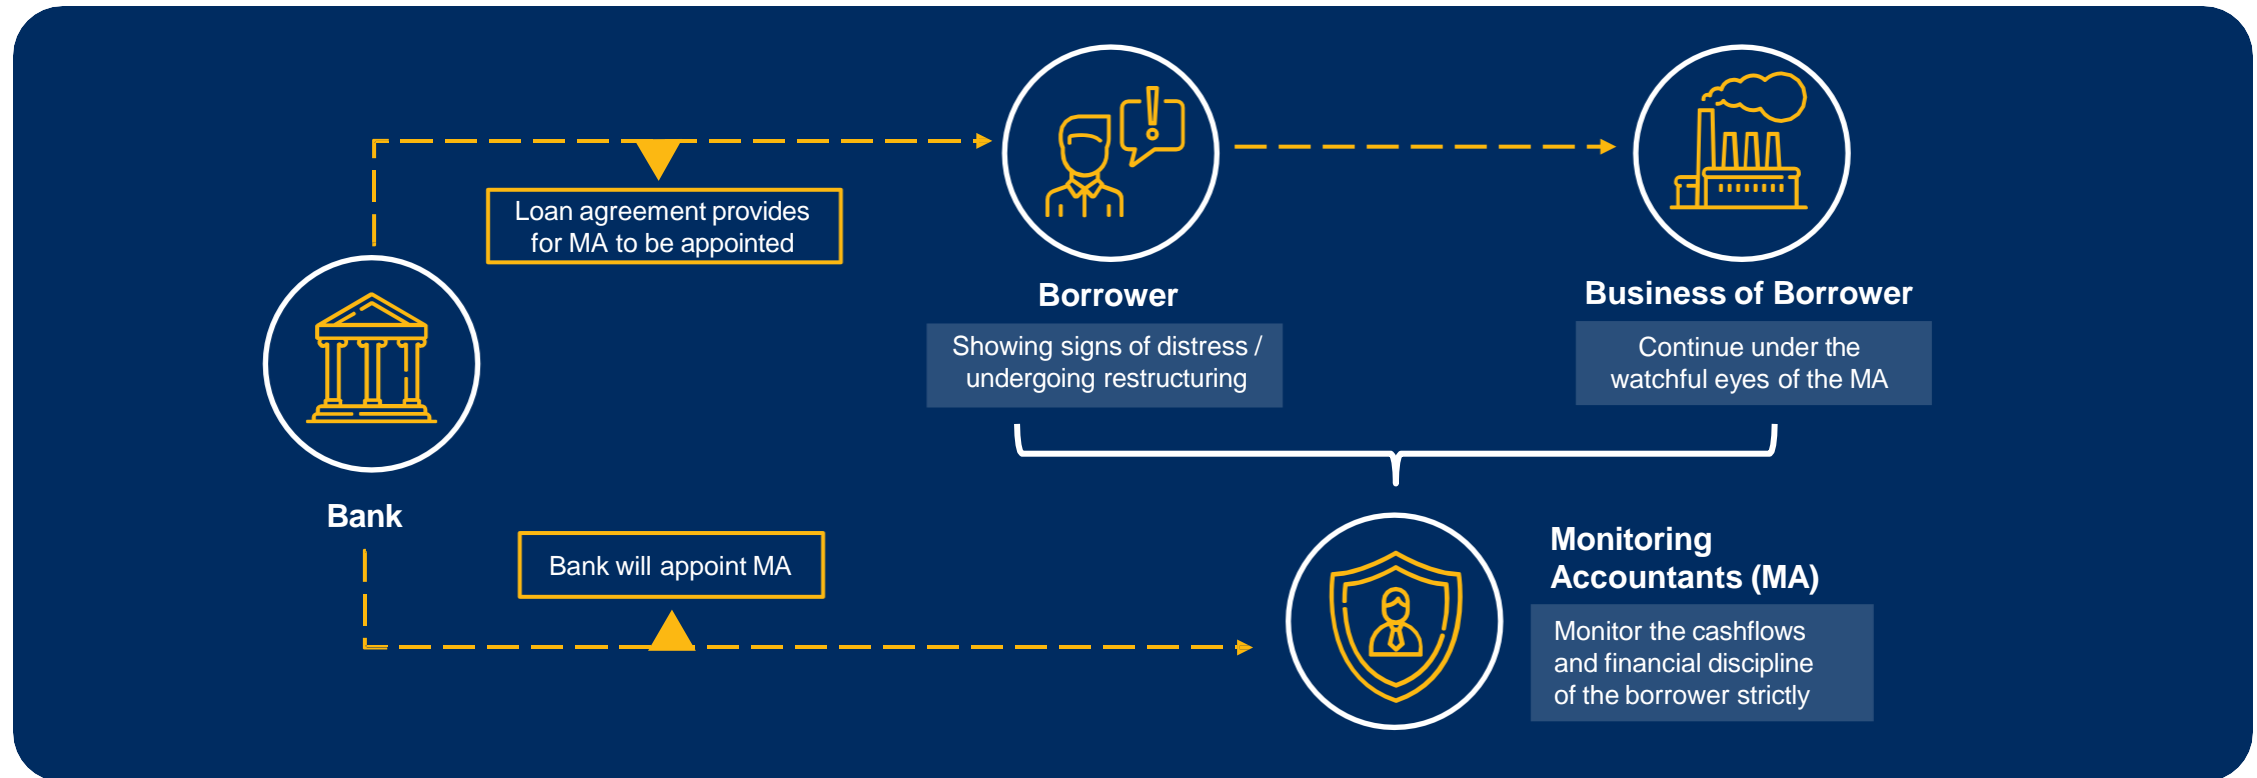 Loan agreement provides
for MA to be appointed
Borrower
Showing signs of distress /
undergoing restructuring
Business of Borrower
Continue under the
watchful eyes of the MA
Bank
Bank will appoint MA
Monitoring
Accountants (MA)
Monitor the cashflows
and financial discipline
of the borrower strictly